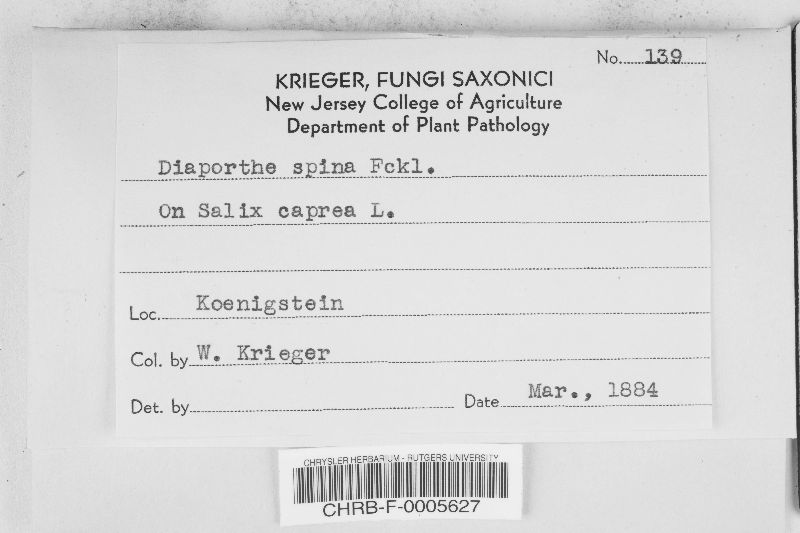 No. 139
KRIEGER, FUNGI SAXONICI
New Jersey College of Agriculture
Department of Plant Pathology
Diaporthe spina Fckl.
On Salix caprea L.
Loc. Koenigstein
Col. by W. Krieger
Det. by
Date Mar., 1884
CHRYSLER HERBARIUM - RUTGERS UNIVERSITY
CHRB-F-0005627